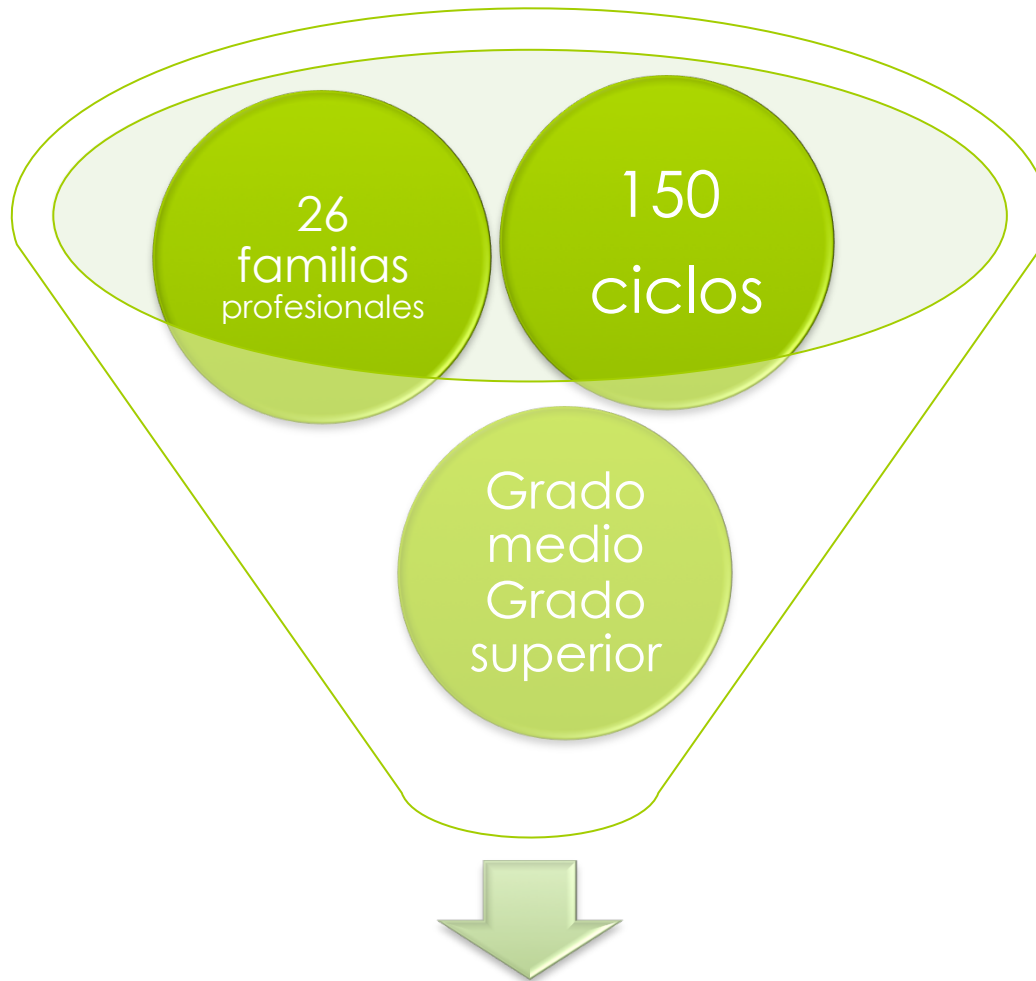 26
familias
profesionales
150
ciclos
Grado
medio
Grado
superior